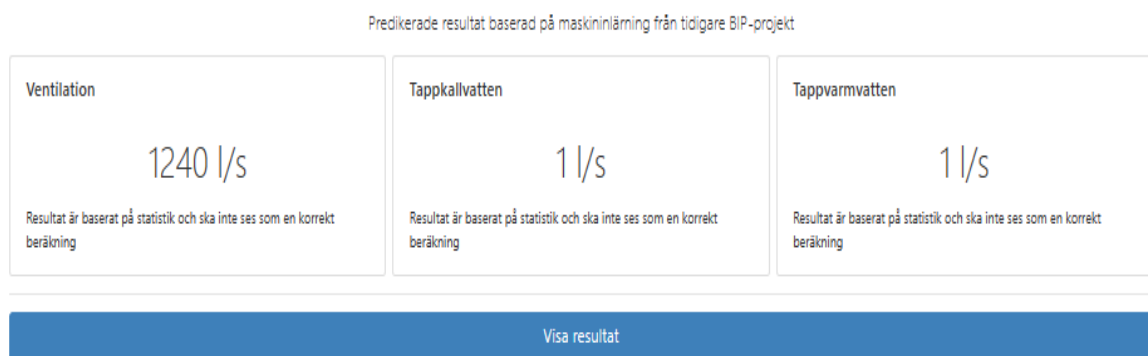 Predikerade resultat baserad på maskininlärning från tidigare BIP-projekt
Ventilation
1240 l/s
Resultat är baserat på statistik och ska inte ses som en korrekt
beräkning
Tappkallvatten
1 l/s
Resultat är baserat på statistik och ska inte ses som en korrekt
beräkning
Tappvarmvatten
1 l/s
Resultat är baserat på statistik och ska inte ses som en korrekt
beräkning
Visa resultat